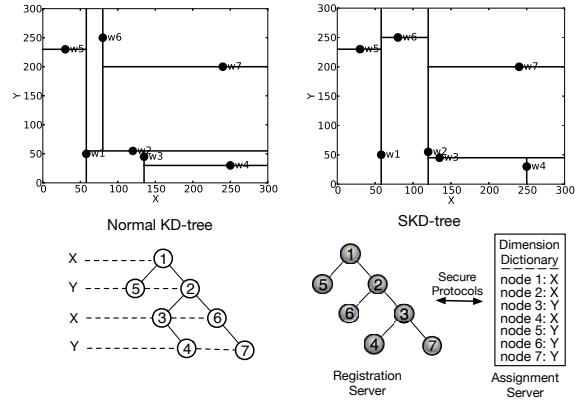 300
250
200
150
100
50
0
Y
w5
w6
w7
w1
w2
w3
w4
0 50 100 150 200 250 300
X
300
250
200
150
100
50
0
Y
w5
w6
w7
w1
w2
w3
w4
0 50 100 150 200 250 300
X
Normal KD-tree
SKD-tree
X
Y
X
Y
1
5 2
3 6
4 7
1
5 2
6 3
4 7
Registration
Server
Secure
Protocols
Dimension
Dictionary
node 1: X
node 2: X
node 3: Y
node 4: X
node 5: Y
node 6: Y
node 7: Y
Assignment
Server